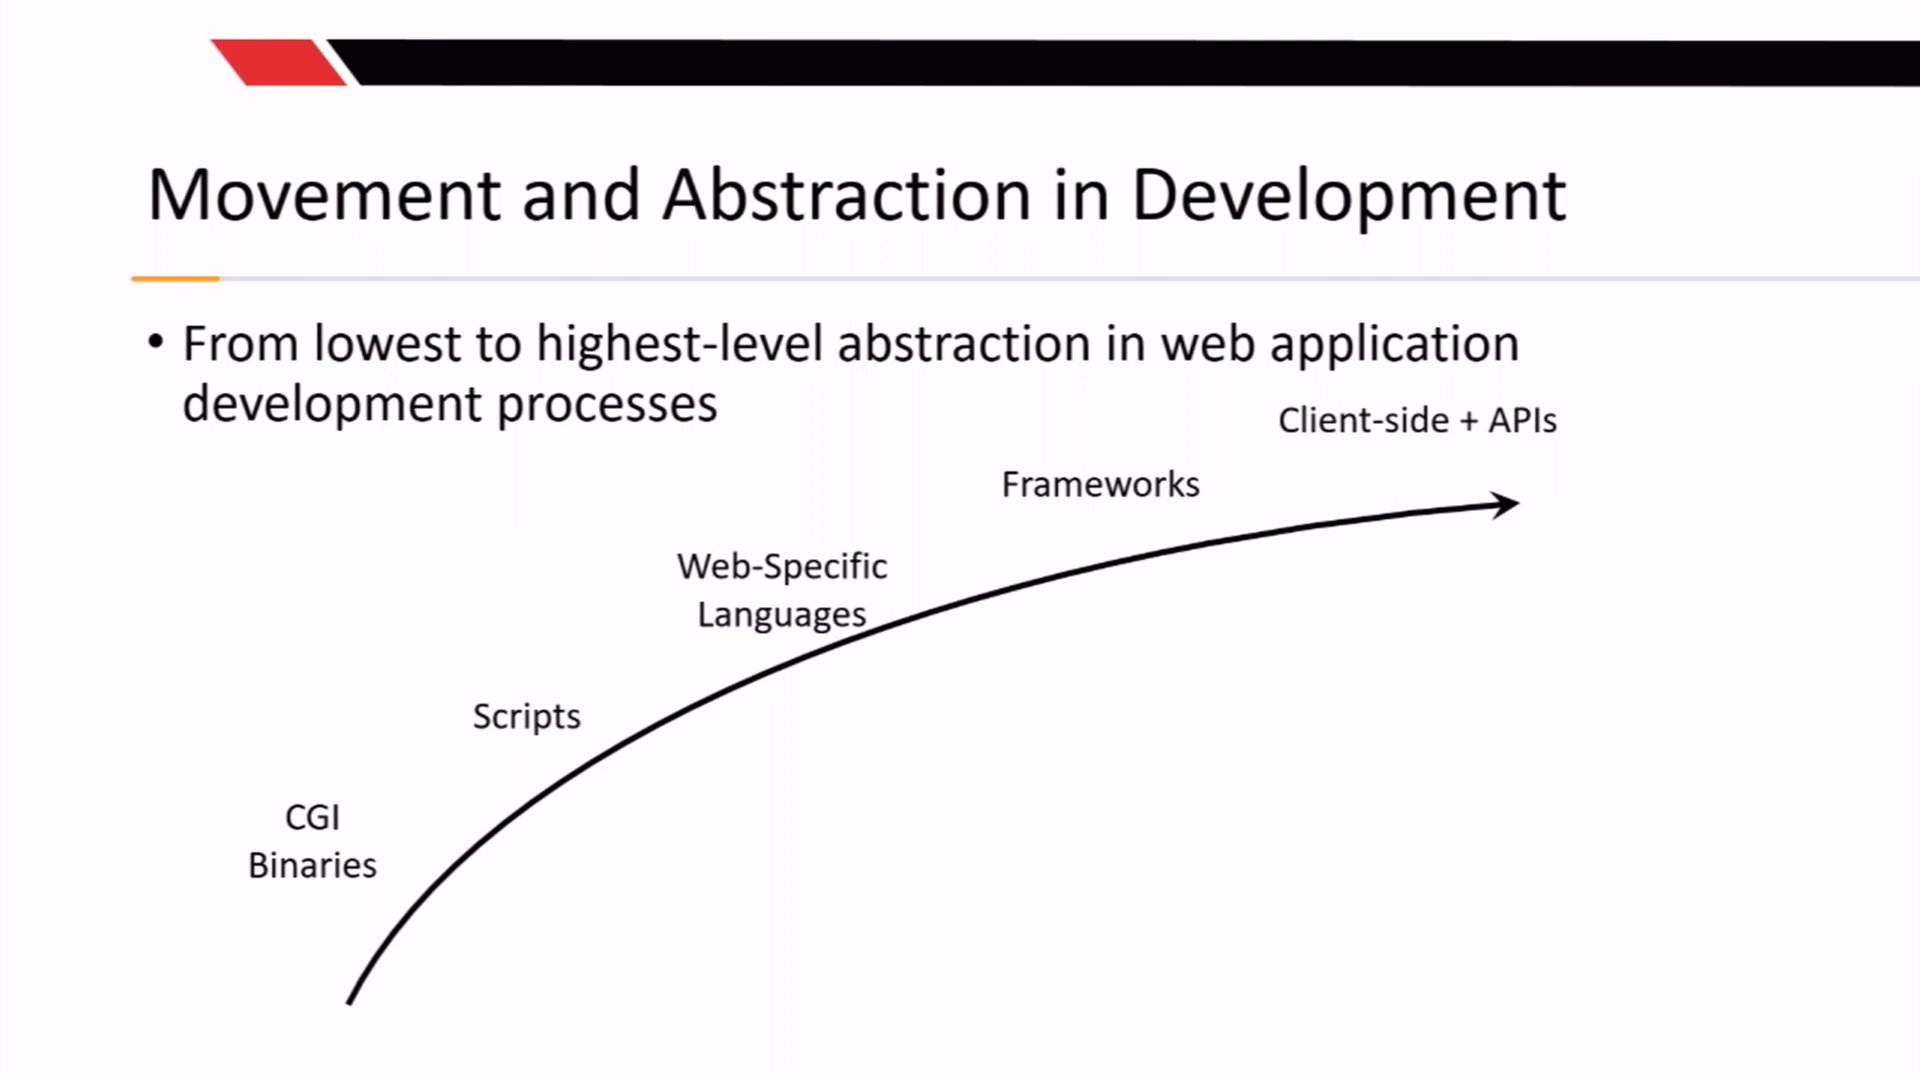 Movement and Abstraction in Development
• From lowest to highest-level abstraction in web application
development processes
Client-side + APIs
Frameworks
Web-Specific
Languages
Scripts
CGI
Binaries